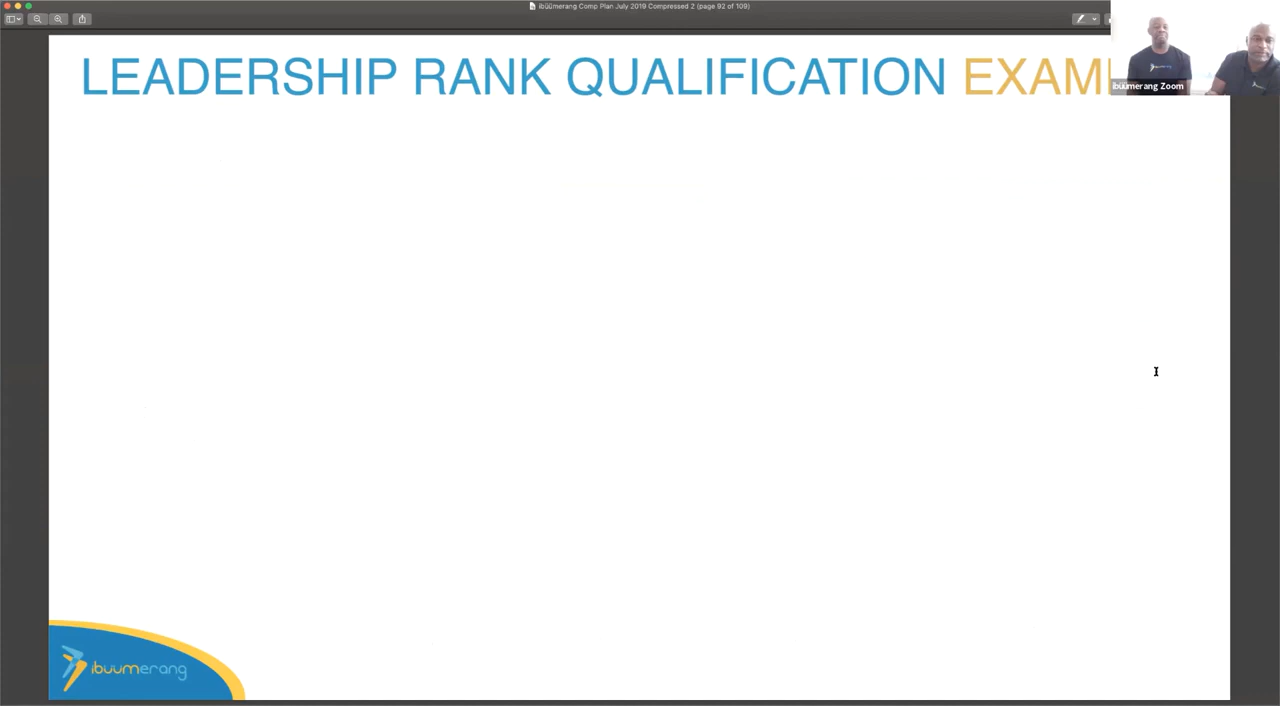 ibüümerang Comp Plan July 2019 Compressed 2 (page 92 of 109)
LEADERSHIP RANK QUALIFICATION EXAM
ibüümerang Zoom
ibuumerang